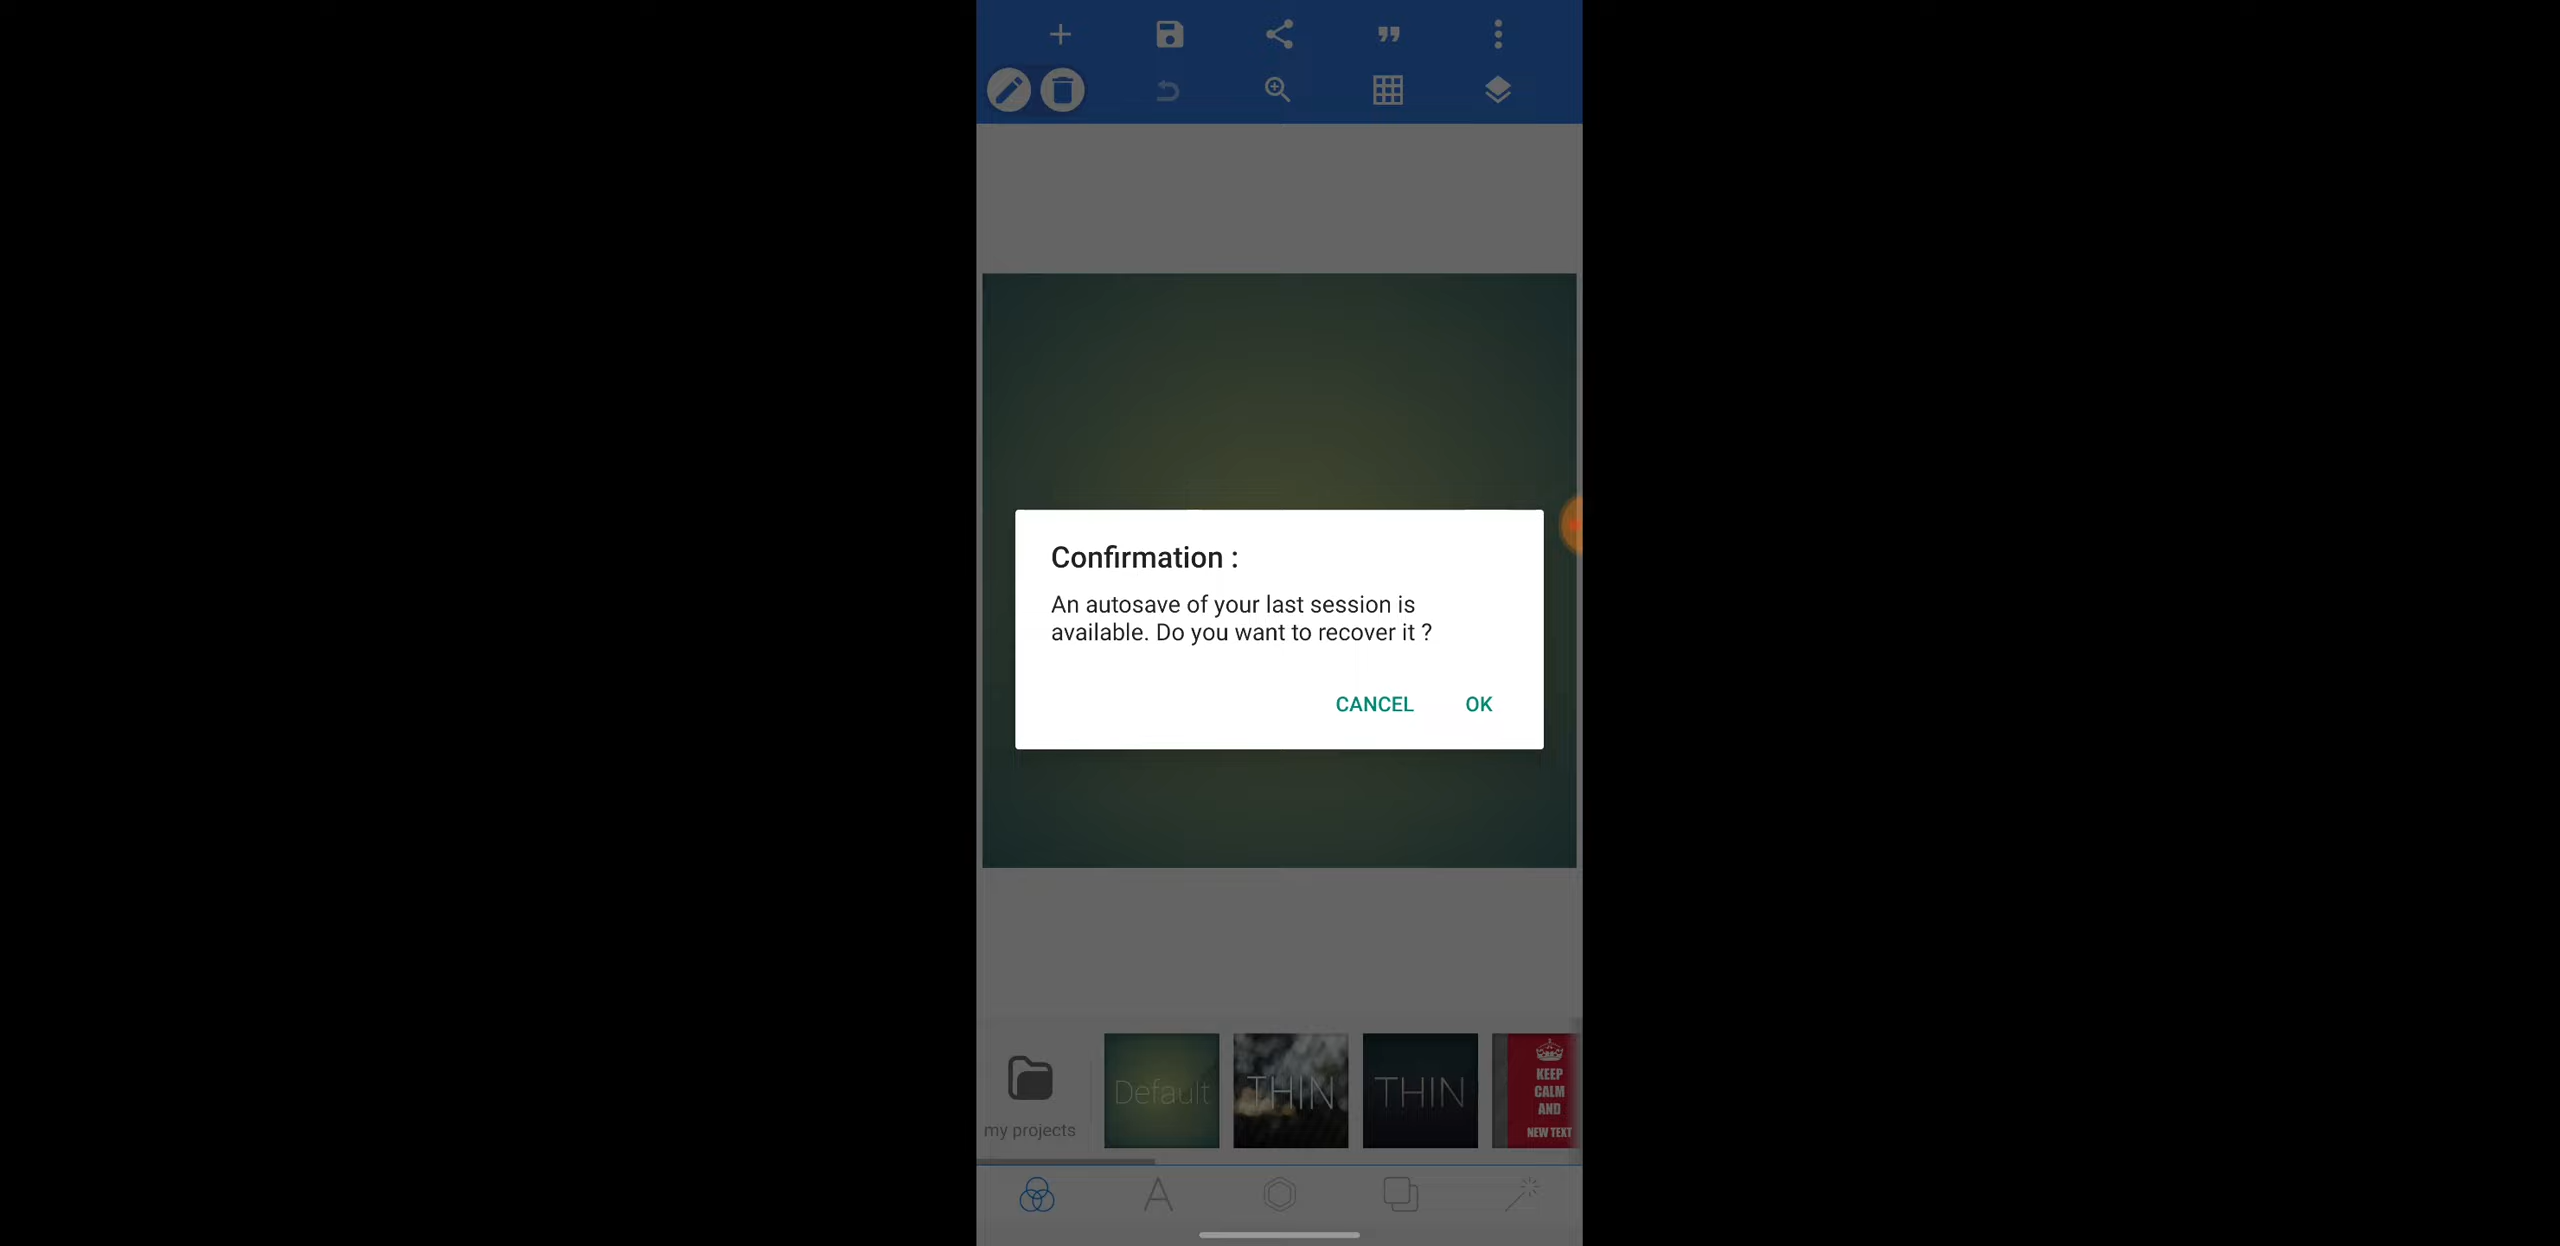 Confirmation :
An autosave of your last session is
available. Do you want to recover it ?
CANCEL OK
my projects
Default
THIN
THIN
KEEP
CALM
AND
NEW TEXT